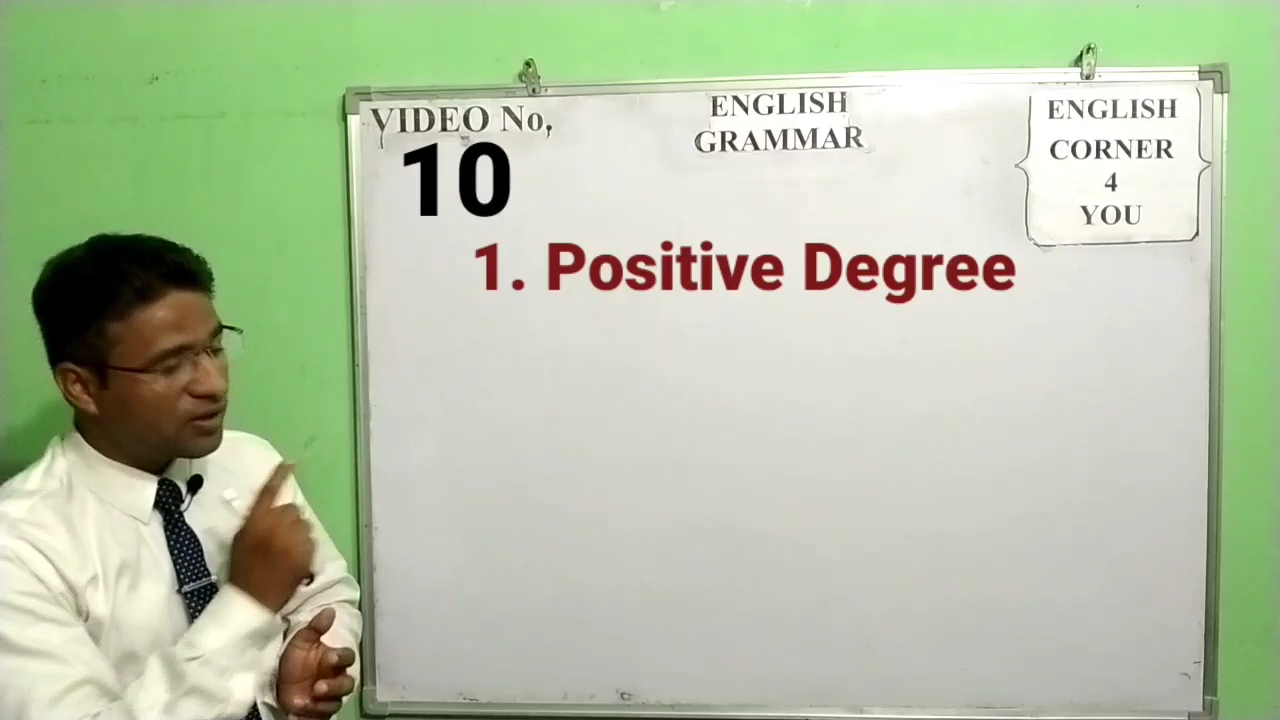 VIDEO No,
10
ENGLISH
GRAMMAR
ENGLISH
CORNER
4
YOU
1. Positive Degree